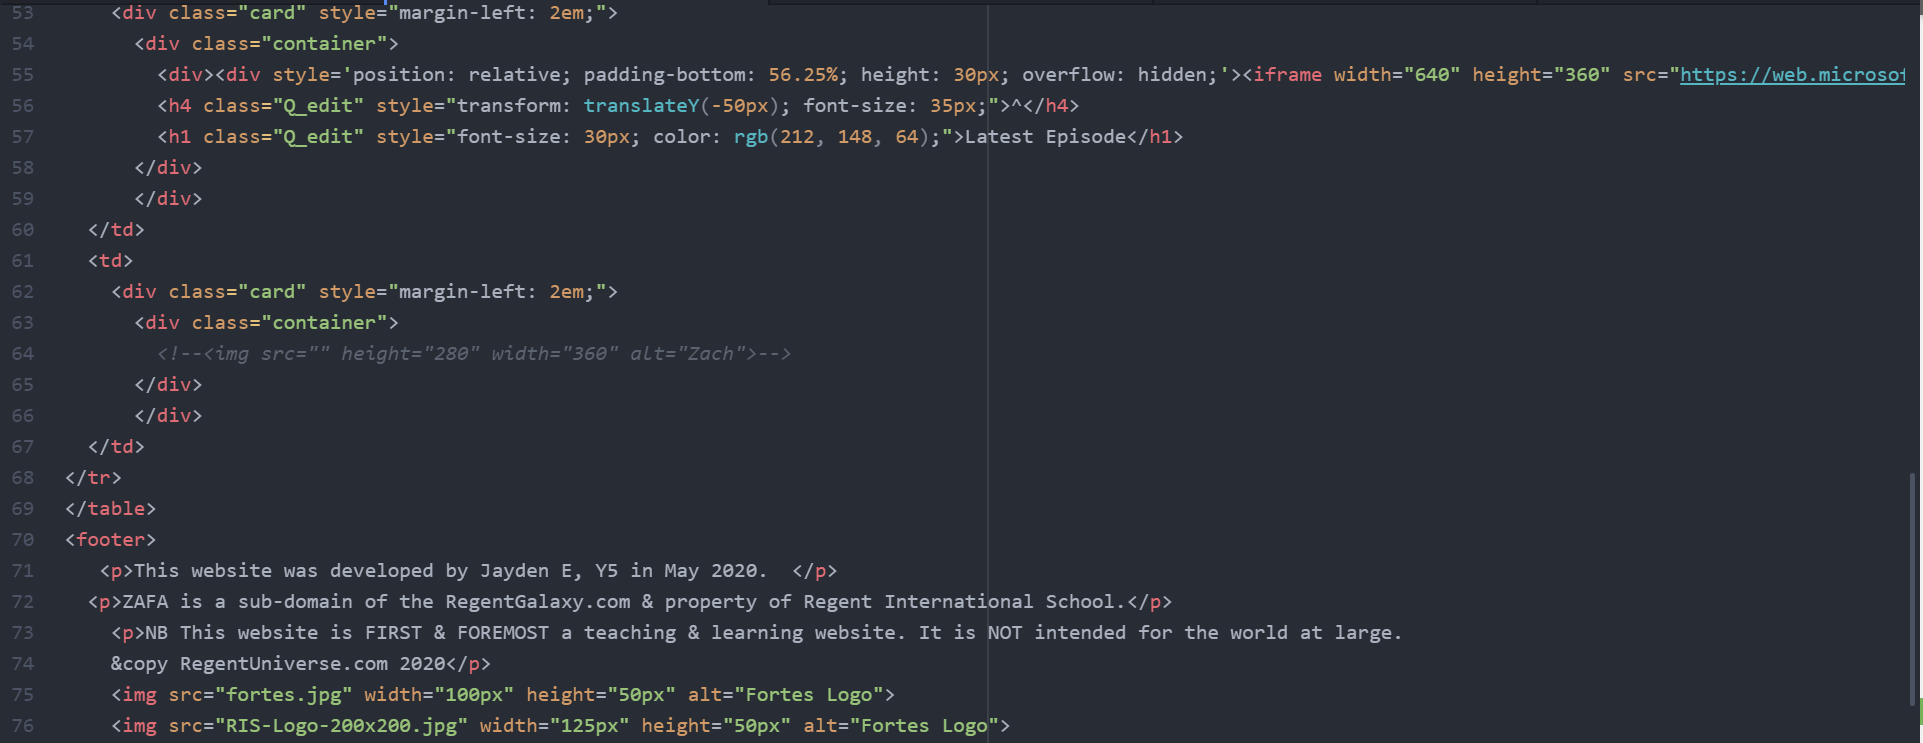 53 <div class="card" style="margin-left: 2em;">
54 <div class="container">
55 <div><div style='position: relative; padding-bottom: 56.25%; height: 30px; overflow: hidden;'><iframe width="640" height="360" src="https://web.microsof
56 <h4 class="Q_edit" style="transform: translateY(-50px); font-size: 35px;">^</h4>
57 <h1 class="Q_edit" style="font-size: 30px; color: rgb(212, 148, 64);">Latest Episode</h1>
58 </div>
59 </div>
60 </td>
61 <td>
62 <div class="card" style="margin-left: 2em;">
63 <div class="container">
64 <!--<img src="" height="280" width="360" alt="Zach">-->
65 </div>
66 </div>
67 </td>
68 </tr>
69 </table>
70 <footer>
71 <p>This website was developed by Jayden E, Y5 in May 2020.  </p>
72 <p>ZAFA is a sub-domain of the RegentGalaxy.com & property of Regent International School.</p>
73 <p>NB This website is FIRST & FOREMOST a teaching & learning website. It is NOT intended for the world at large.
74 &copy RegentUniverse.com 2020</p>
75 <img src="fortes.jpg" width="100px" height="50px" alt="Fortes Logo">
76 <img src="RIS-Logo-200x200.jpg" width="125px" height="50px" alt="Fortes Logo">